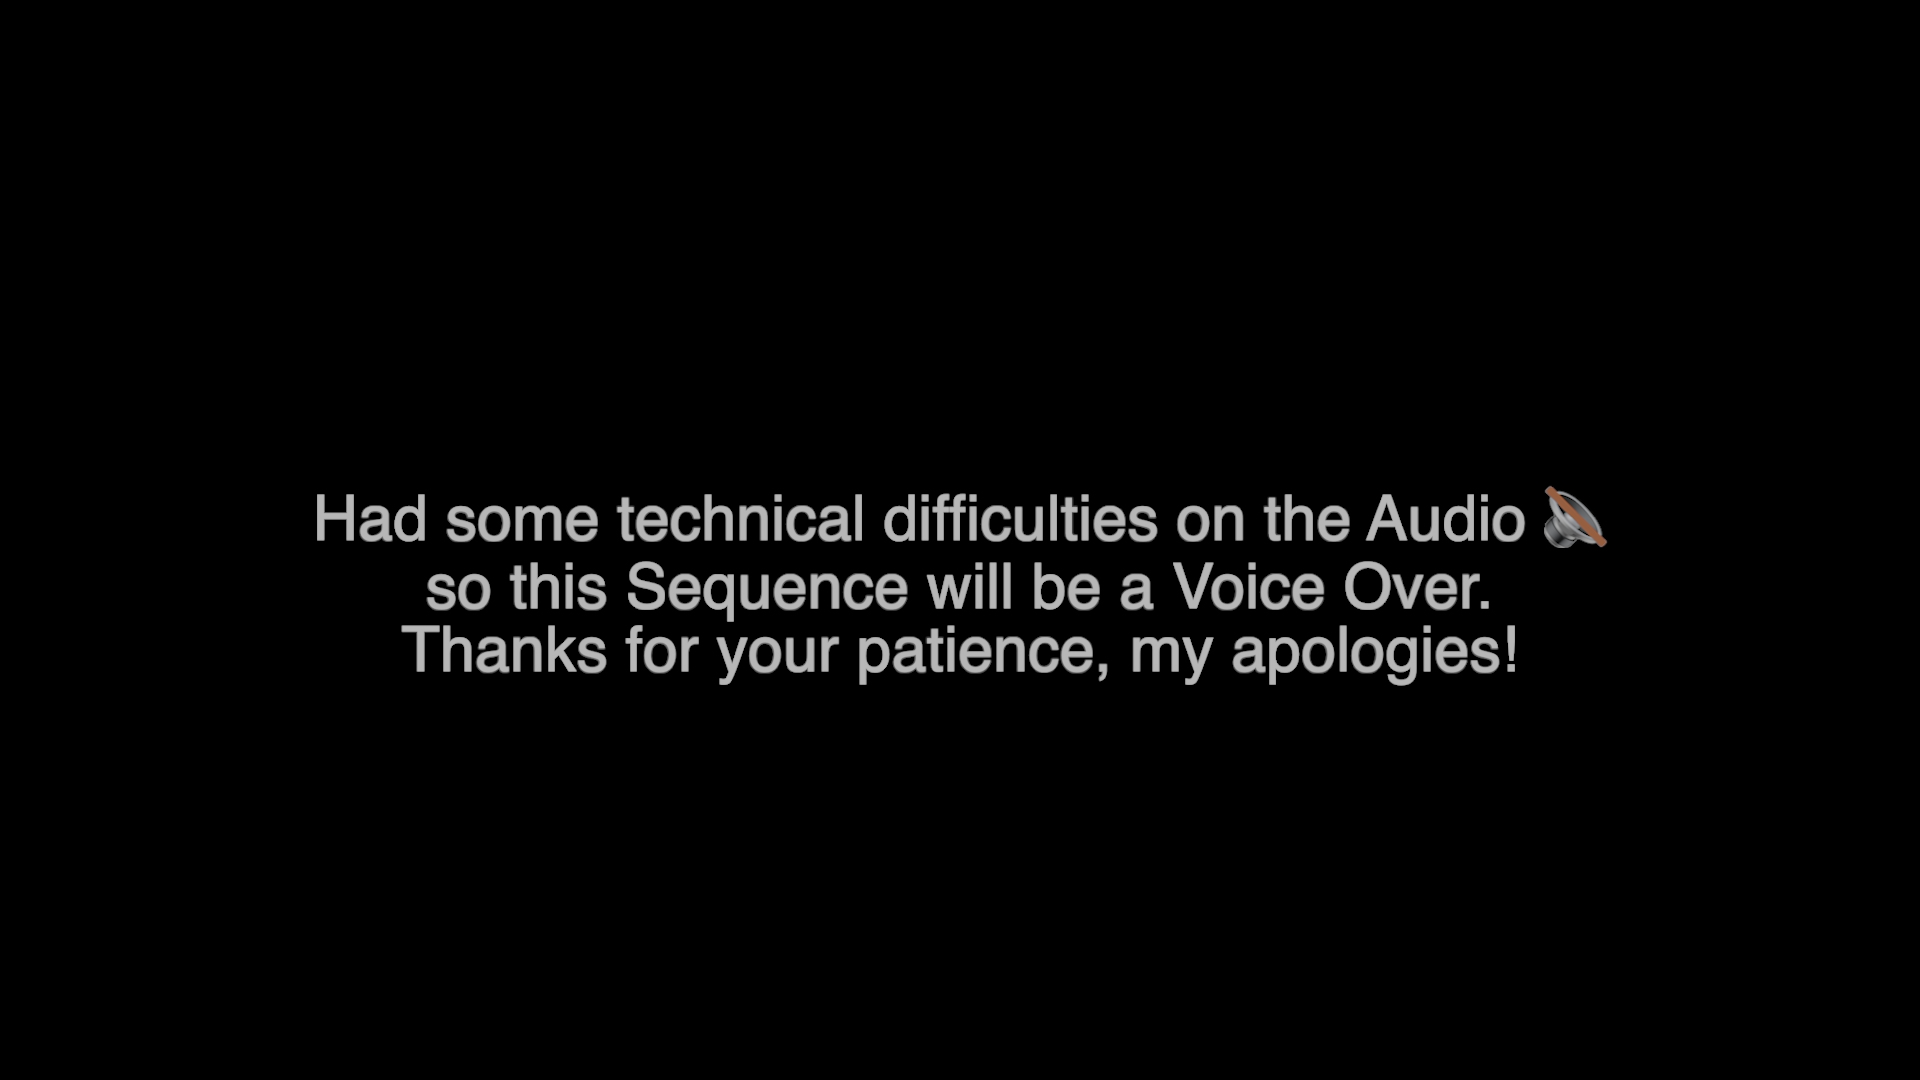 Had some technical difficulties on the Audio 🔇
so this Sequence will be a Voice Over.
Thanks for your patience, my apologies!